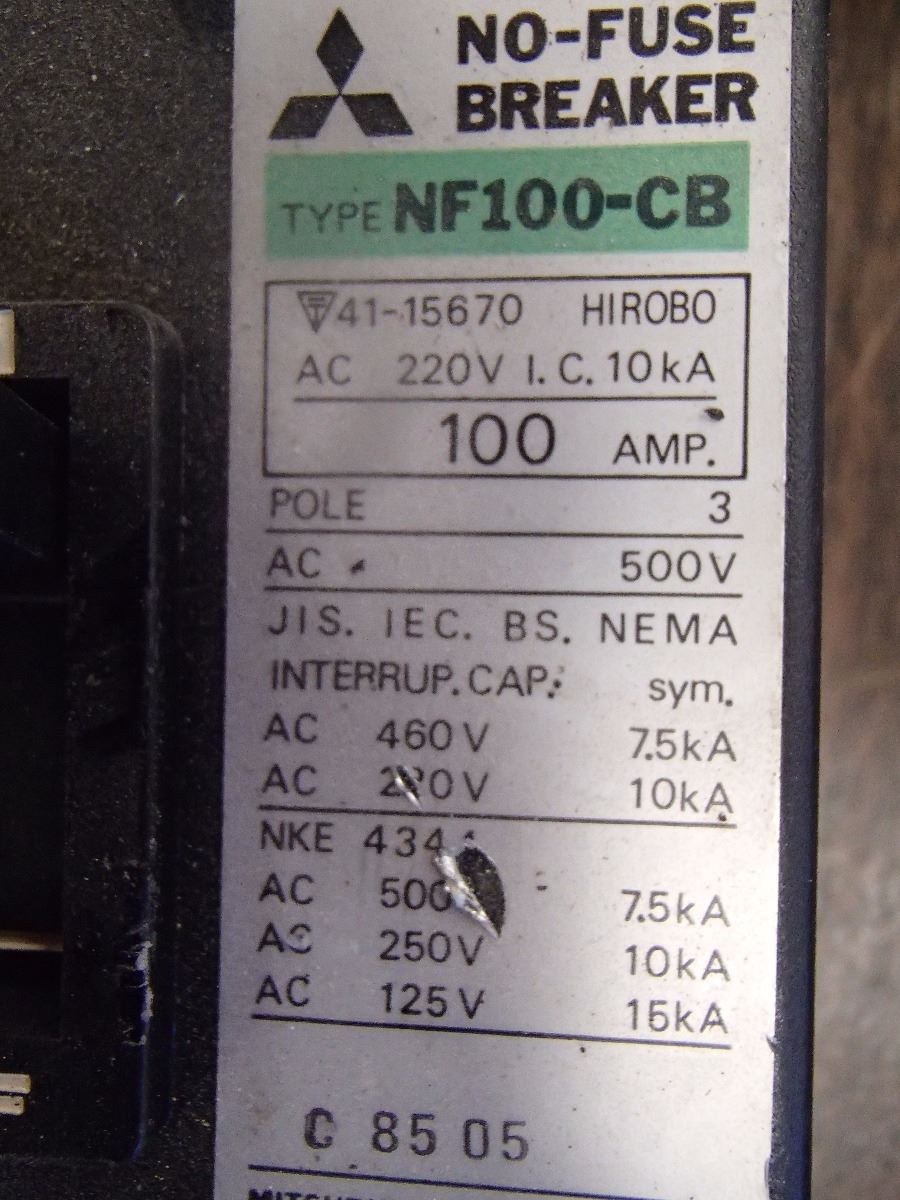 NO-FUSE
BREAKER
TYPE NF100-CB
41-15670 HIROBO
AC 220V I.C. 10kA
100 AMP.
POLE 3
AC 500V
JIS. IEC. BS. NEMA
INTERRUP.CAP. sym.
AC 460V 7.5kA
AC 220V 10kA
NKE
AC 7.5kA
AC 250V 10kA
AC 125V 15kA
C 8505